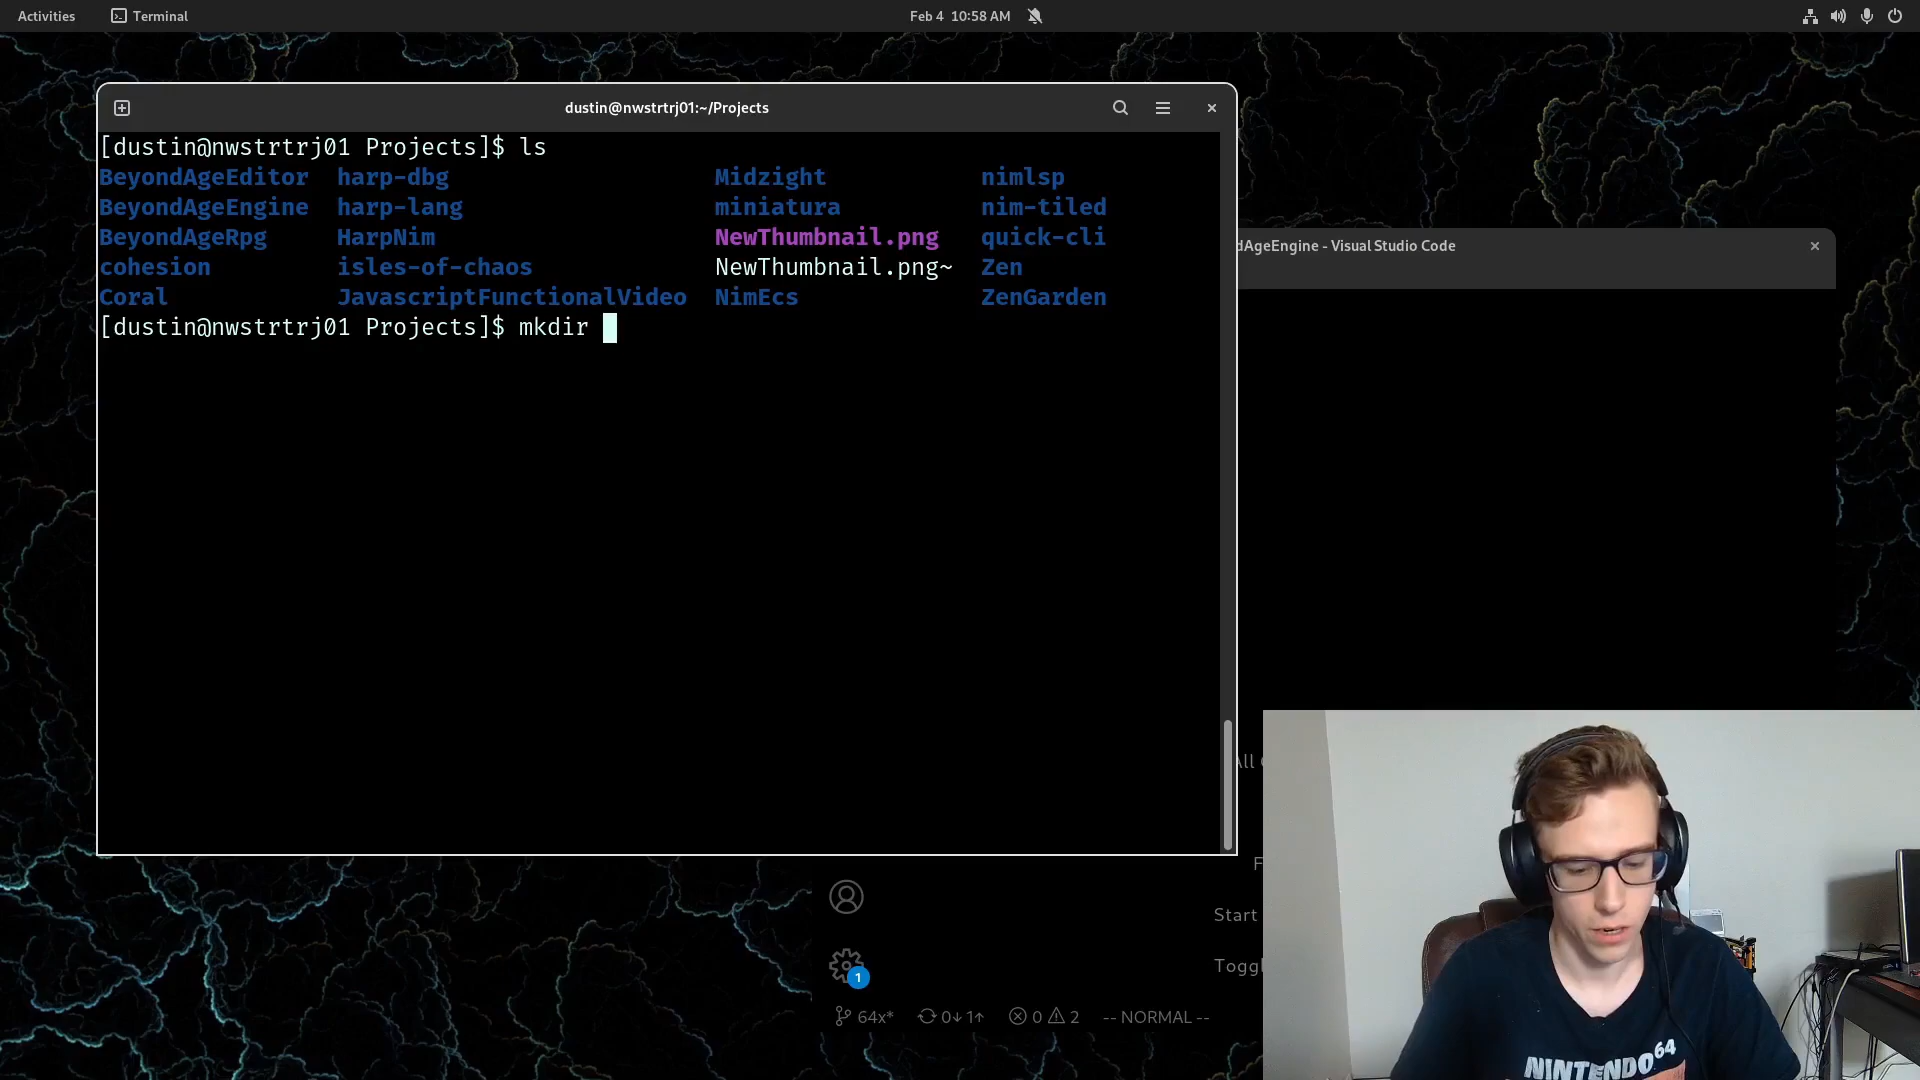 Activities Terminal Feb 4 10:58 AM
dustin@nwstrtrj01:~/Projects
[dustin@nwstrtrj01 Projects]$ ls
BeyondAgeEditor harp-dbg Midzight nimlsp
BeyondAgeEngine harp-lang miniatura nim-tiled
BeyondAgeRpg HarpNim NewThumbnail.png quick-cli
cohesion isles-of-chaos NewThumbnail.png~ Zen
Coral JavascriptFunctionalVideo NimEcs ZenGarden
[dustin@nwstrtrj01 Projects]$ mkdir
dAgeEngine - Visual Studio Code
All
F
Start
Toggl
1
64x* 0↓ 1↑ 0 2 -- NORMAL --
NINTENDO64